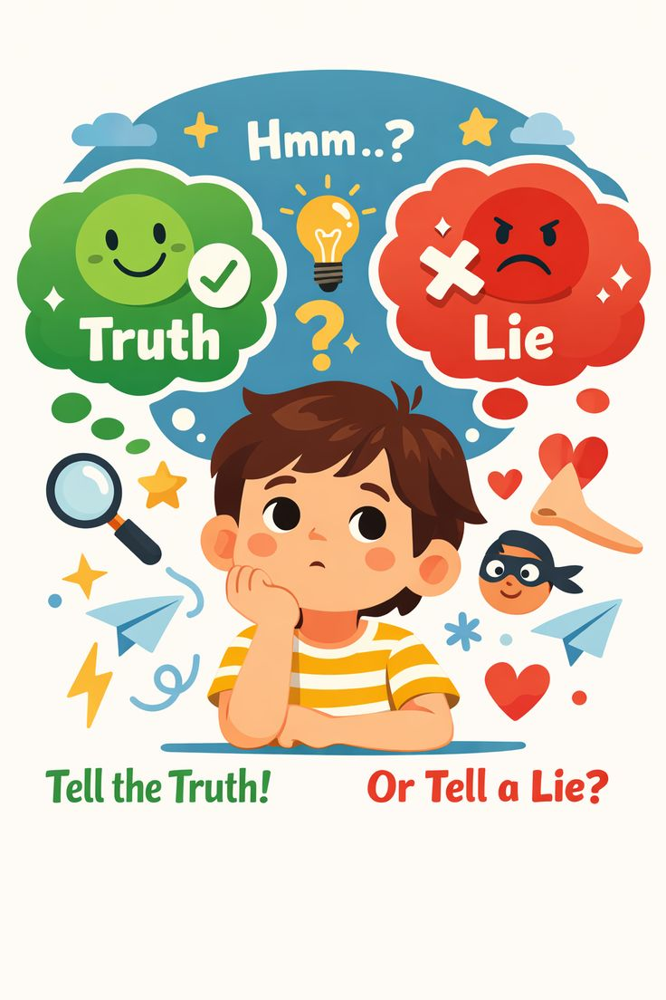 Hmm..?
Truth
?
Lie
Tell the Truth!
Or Tell a Lie?